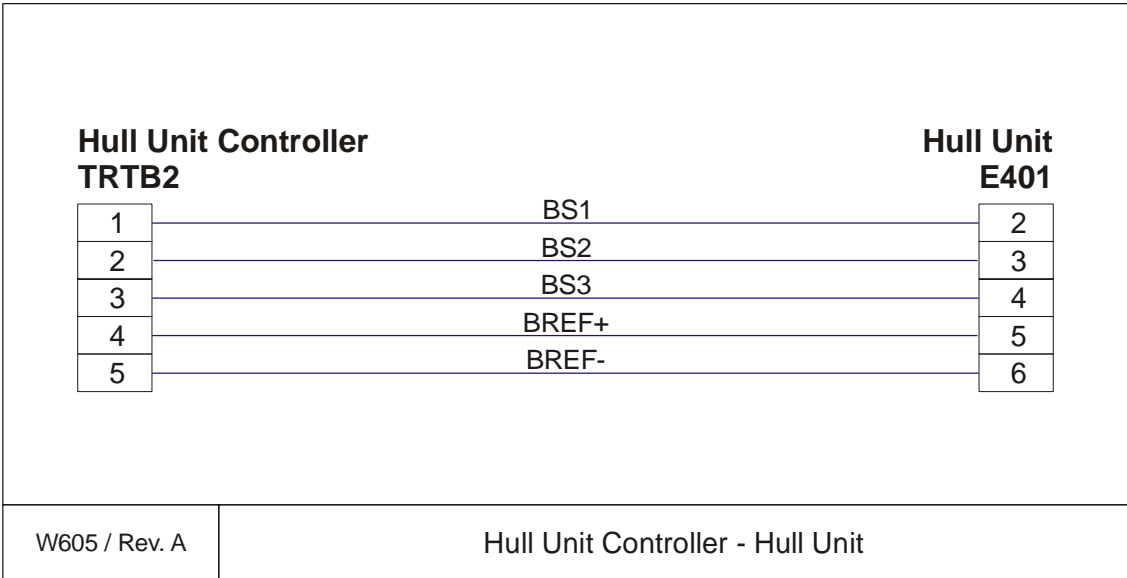 Hull Unit Controller
TRTB2
Hull Unit
E401
1 BS1 2
2 BS2 3
3 BS3 4
4 BREF+ 5
5 BREF- 6
W605 / Rev. A
Hull Unit Controller - Hull Unit